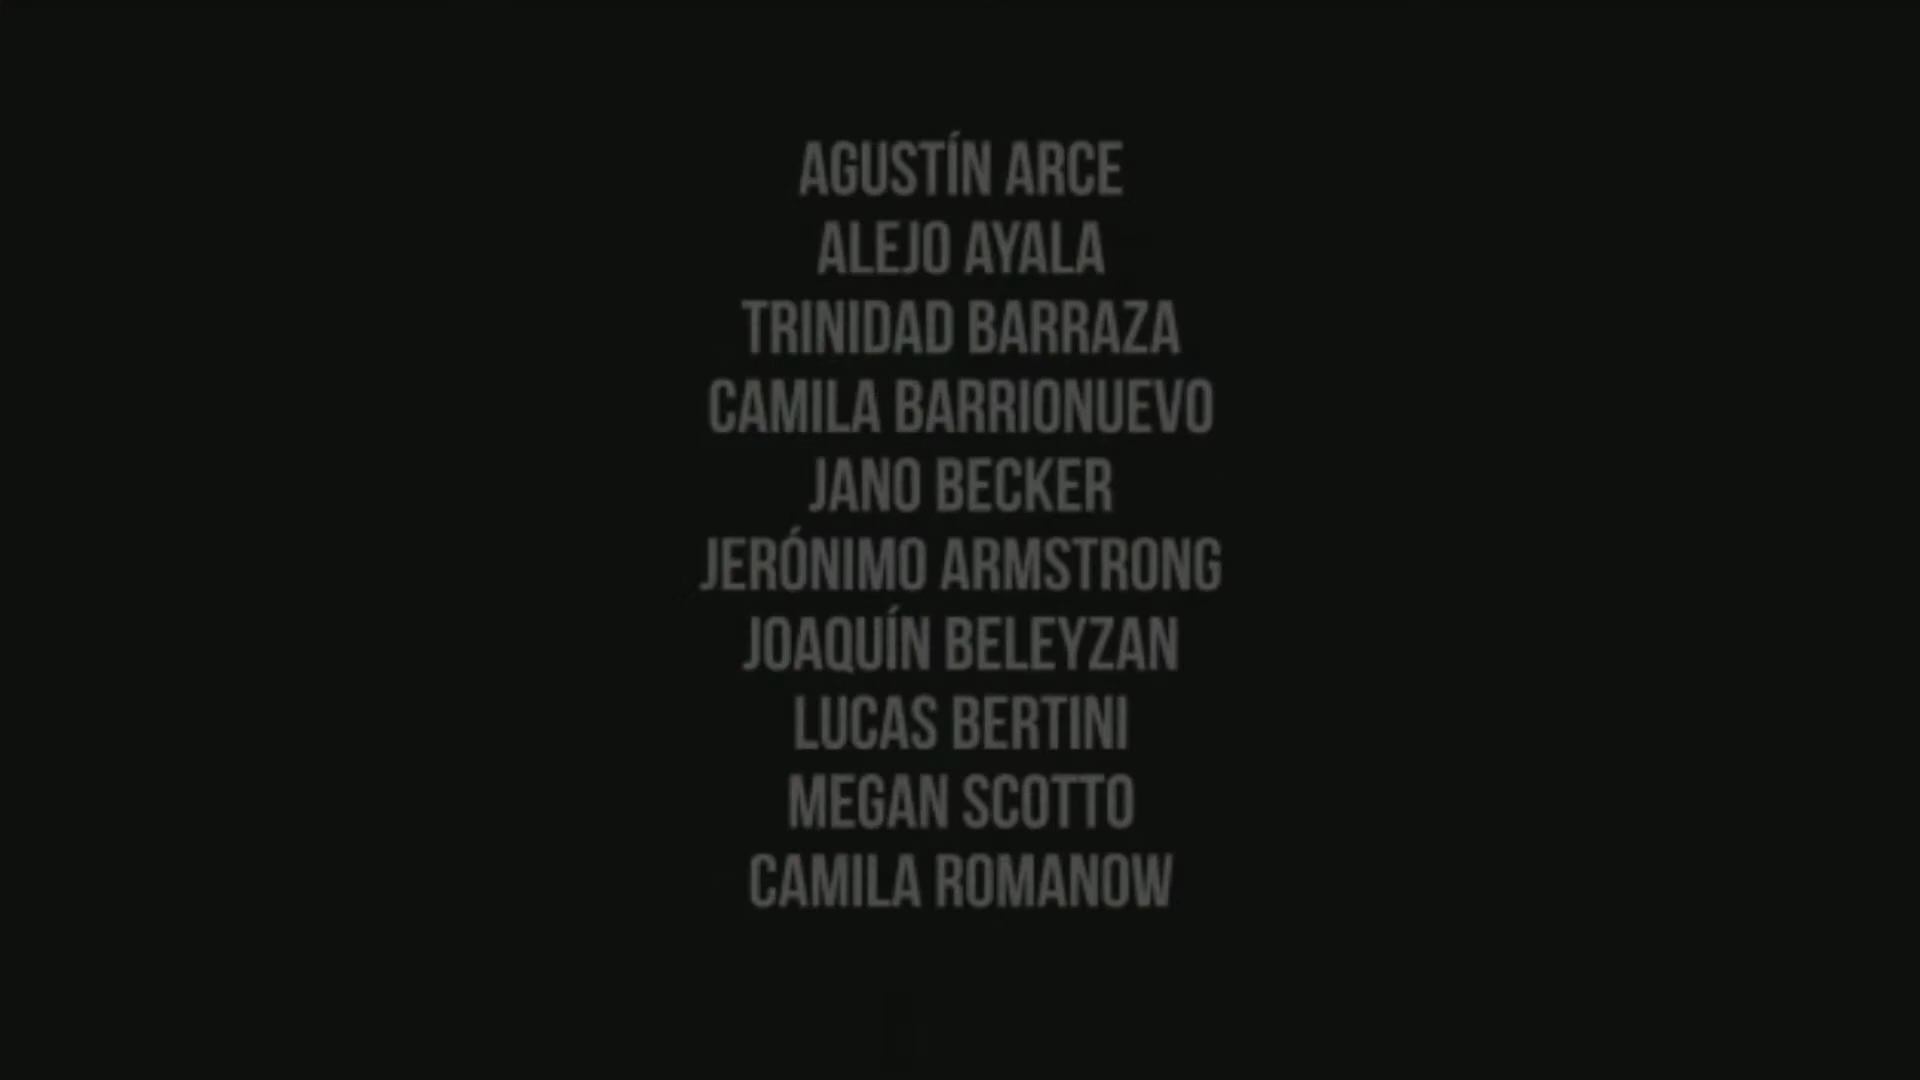 AGUSTÍN ARCE
ALEJO AYALA
TRINIDAD BARRAZA
CAMILA BARRIONUEVO
JANO BECKER
JERÓNIMO ARMSTRONG
JOAQUÍN BELEYZAN
LUCAS BERTINI
MEGAN SCOTTO
CAMILA ROMANOW